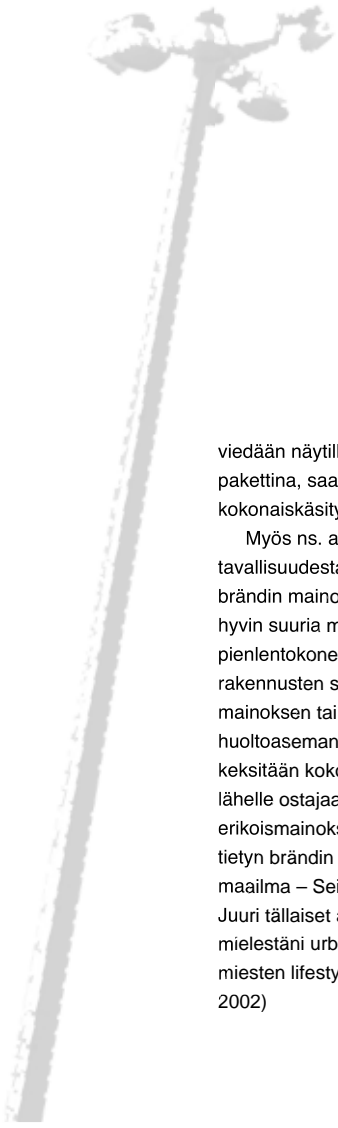 viedään näytill
pakettina, saa
kokonaiskäsity
Myös ns. a
tavallisuudesta
brändin maino
hyvin suuria m
pienlentokone
rakennusten s
mainoksen tai
huoltoaseman
keksitään koko
lähelle ostajaa
erikoismainoks
tietyn brändin
maailma – Sei
Juuri tällaiset a
mielestäni urb
miesten lifesty
2002)